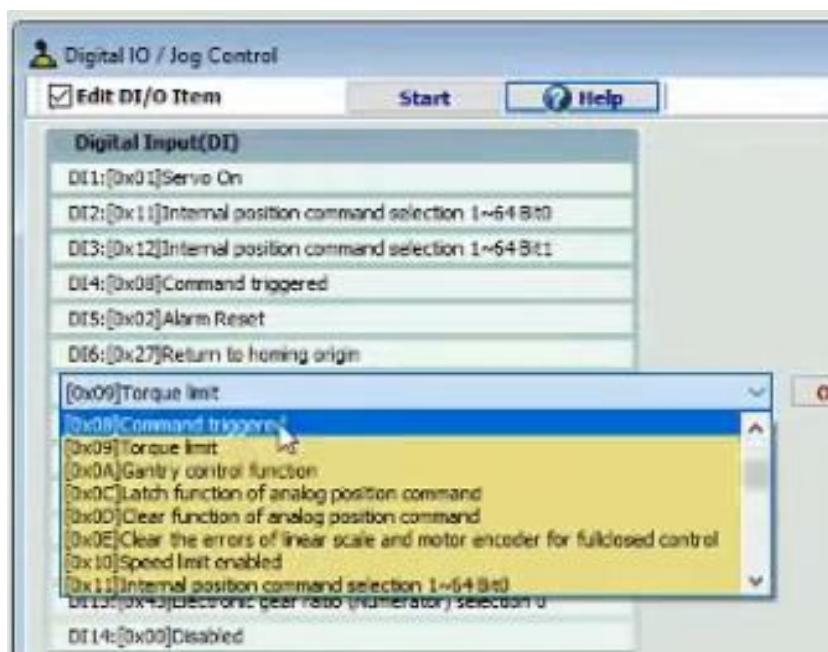 Digital IO / Jog Control
Edit DI/O Item Start Help
Digital Input(DI)
DI1:[0x01]Servo On
DI2:[0x11]Internal position command selection 1~64 Bit0
DI3:[0x12]Internal position command selection 1~64 Bit1
DI4:[0x08]Command triggered
DI5:[0x02]Alarm Reset
DI6:[0x27]Return to homing origin
[0x09]Torque limit
[0x08]Command triggered
[0x09]Torque limit
[0x0A]Gantry control function
[0x0C]Latch function of analog position command
[0x0D]Clear function of analog position command
[0x0E]Clear the errors of linear scale and motor encoder for fullclosed control
[0x10]Speed limit enabled
[0x11]Internal position command selection 1~64 Bit0
DI13:[0x43]Electronic gear ratio (Numerator) selection 0
DI14:[0x00]Disabled